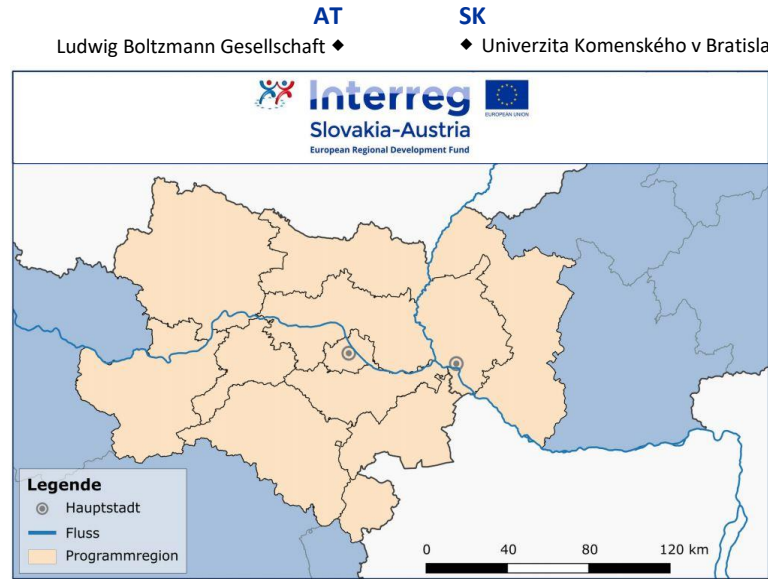 AT SK
Ludwig Boltzmann Gesellschaft ◆ ◆ Univerzita Komenského v Bratisla
Interreg
EUROPEAN UNION
Slovakia-Austria
European Regional Development Fund
Legende
Hauptstadt
Fluss
Programmregion
0 40 80 120 km